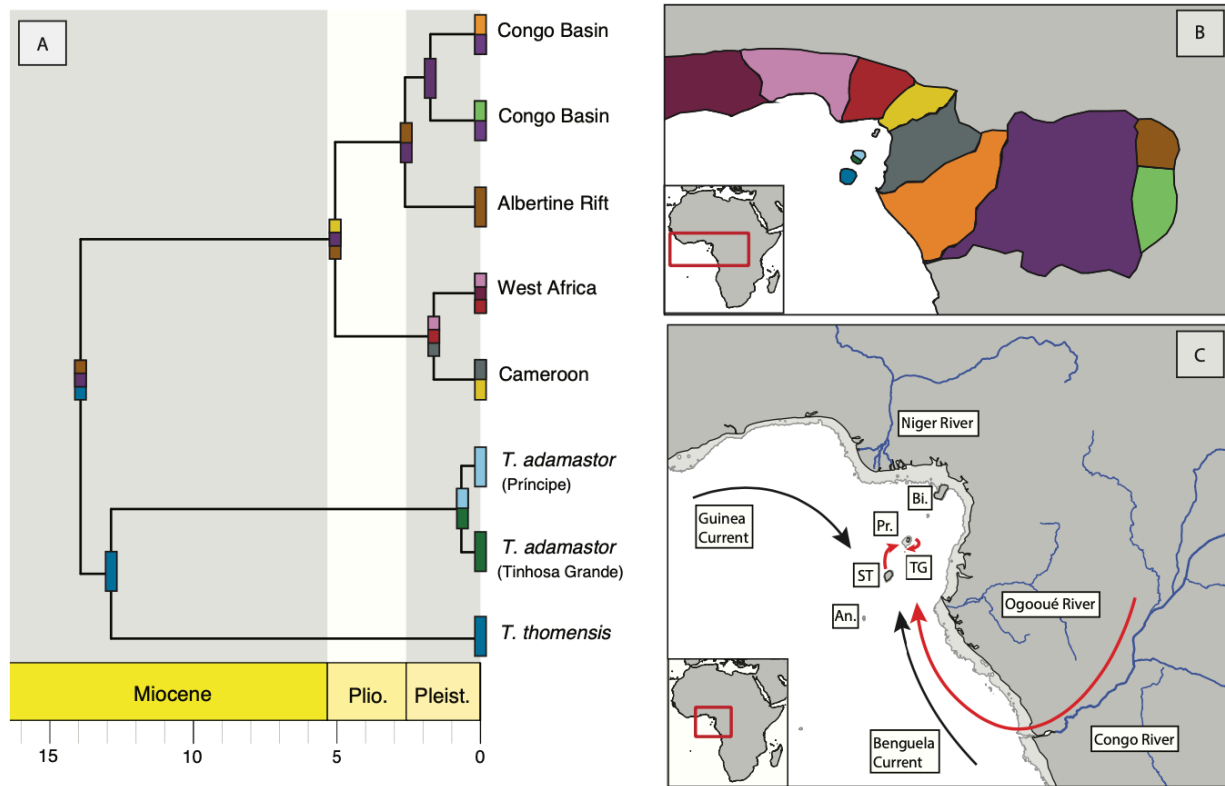 A
Congo Basin
Congo Basin
Albertine Rift
West Africa
Cameroon
T. adamastor
(Príncipe)
T. adamastor
(Tinhosa Grande)
T. thomensis
Miocene
Plio.
Pleist.
15
10
5
0
B
C
Niger River
Bi.
Guinea
Current
Pr.
ST
TG
An.
Ogooué River
Benguela
Current
Congo River